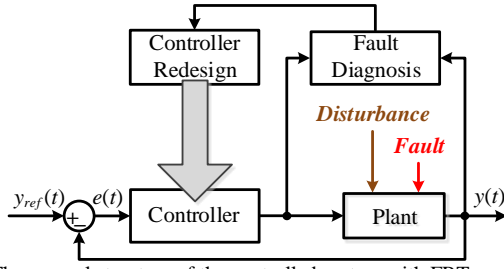 Controller
Redesign
Fault
Diagnosis
Disturbance
Fault
y_ref(t)
e(t)
y(t)
+
−
Controller
Plant